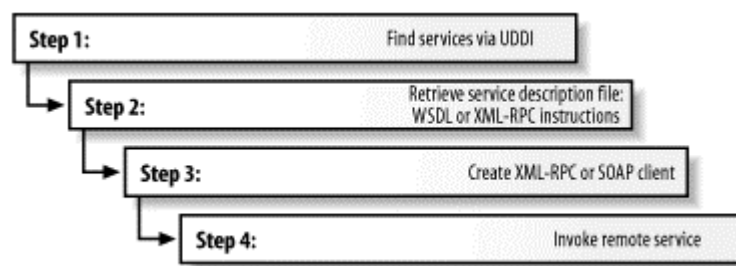 Step 1: Find services via UDDI
Step 2: Retrieve service description file:
WSDL or XML-RPC instructions
Step 3: Create XML-RPC or SOAP client
Step 4: Invoke remote service